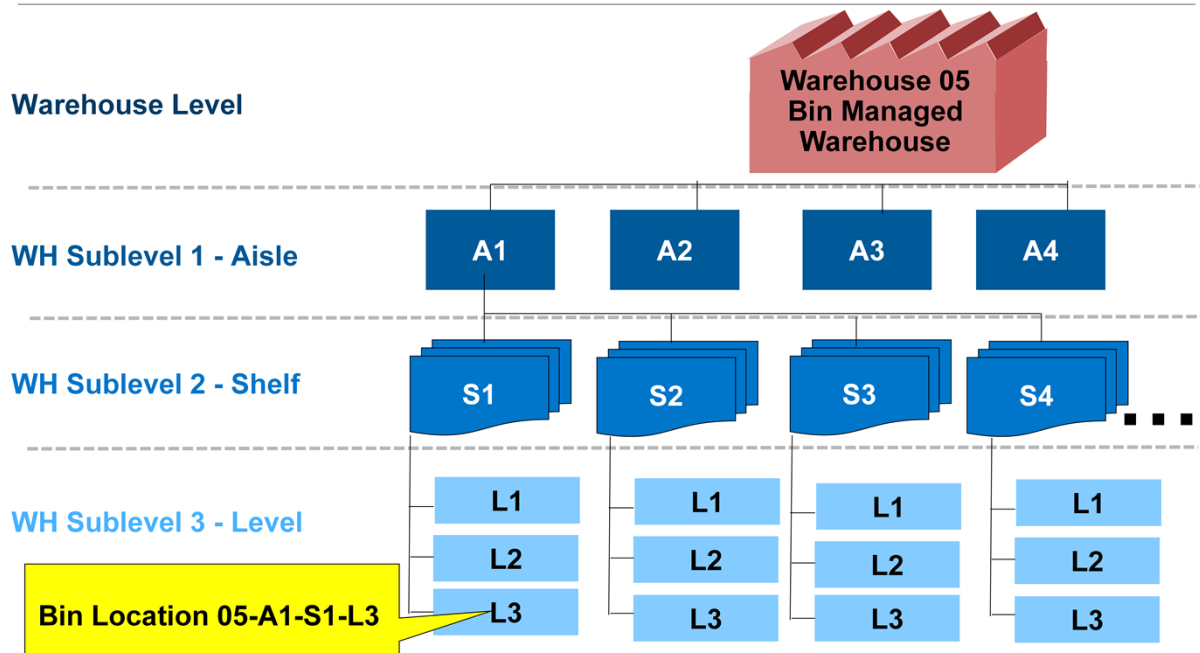 Warehouse Level
Warehouse 05
Bin Managed
Warehouse
WH Sublevel 1 - Aisle
A1
A2
A3
A4
WH Sublevel 2 - Shelf
S1
S2
S3
S4
WH Sublevel 3 - Level
L1
L1
L1
L1
L2
L2
L2
L2
Bin Location 05-A1-S1-L3
L3
L3
L3
L3